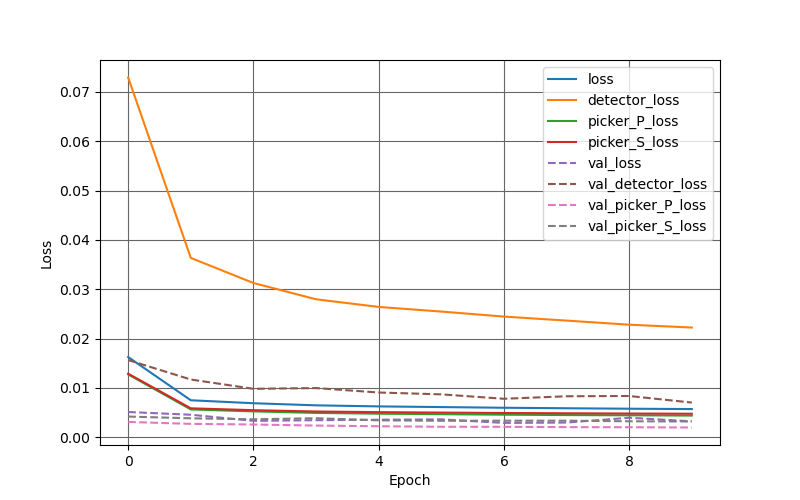 0.07
0.06
0.05
0.04
0.03
0.02
0.01
0.00
Loss
0 2 4 6 8
Epoch
loss
detector_loss
picker_P_loss
picker_S_loss
val_loss
val_detector_loss
val_picker_P_loss
val_picker_S_loss